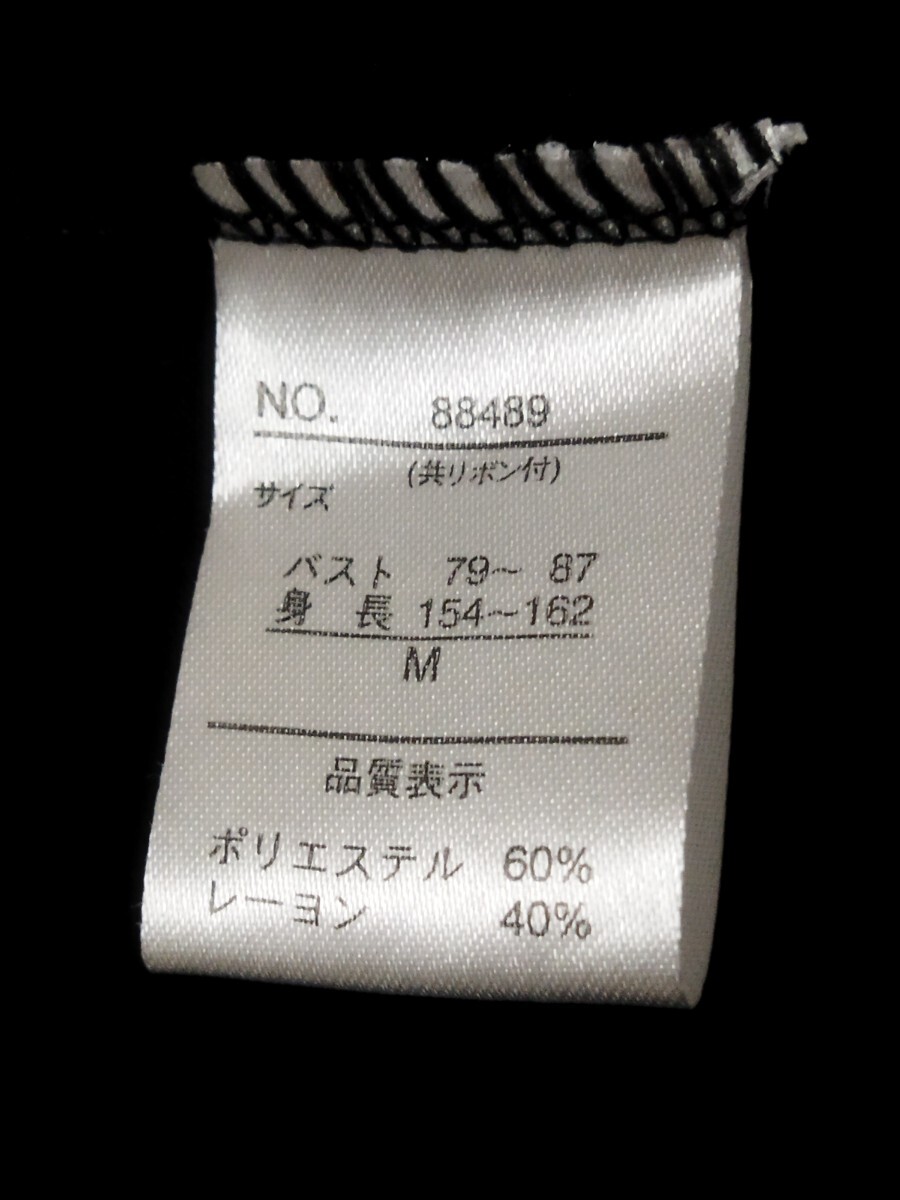 NO. 88489
(共リボン付)
サイズ
バスト 79～ 87
身 長 154～162
M
品質表示
ポリエステル 60%
レーヨン 40%